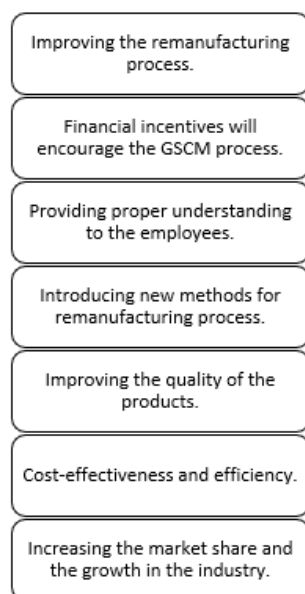 Improving the remanufacturing
process.
Financial incentives will
encourage the GSCM process.
Providing proper understanding
to the employees.
Introducing new methods for
remanufacturing process.
Improving the quality of the
products.
Cost-effectiveness and efficiency.
Increasing the market share and
the growth in the industry.